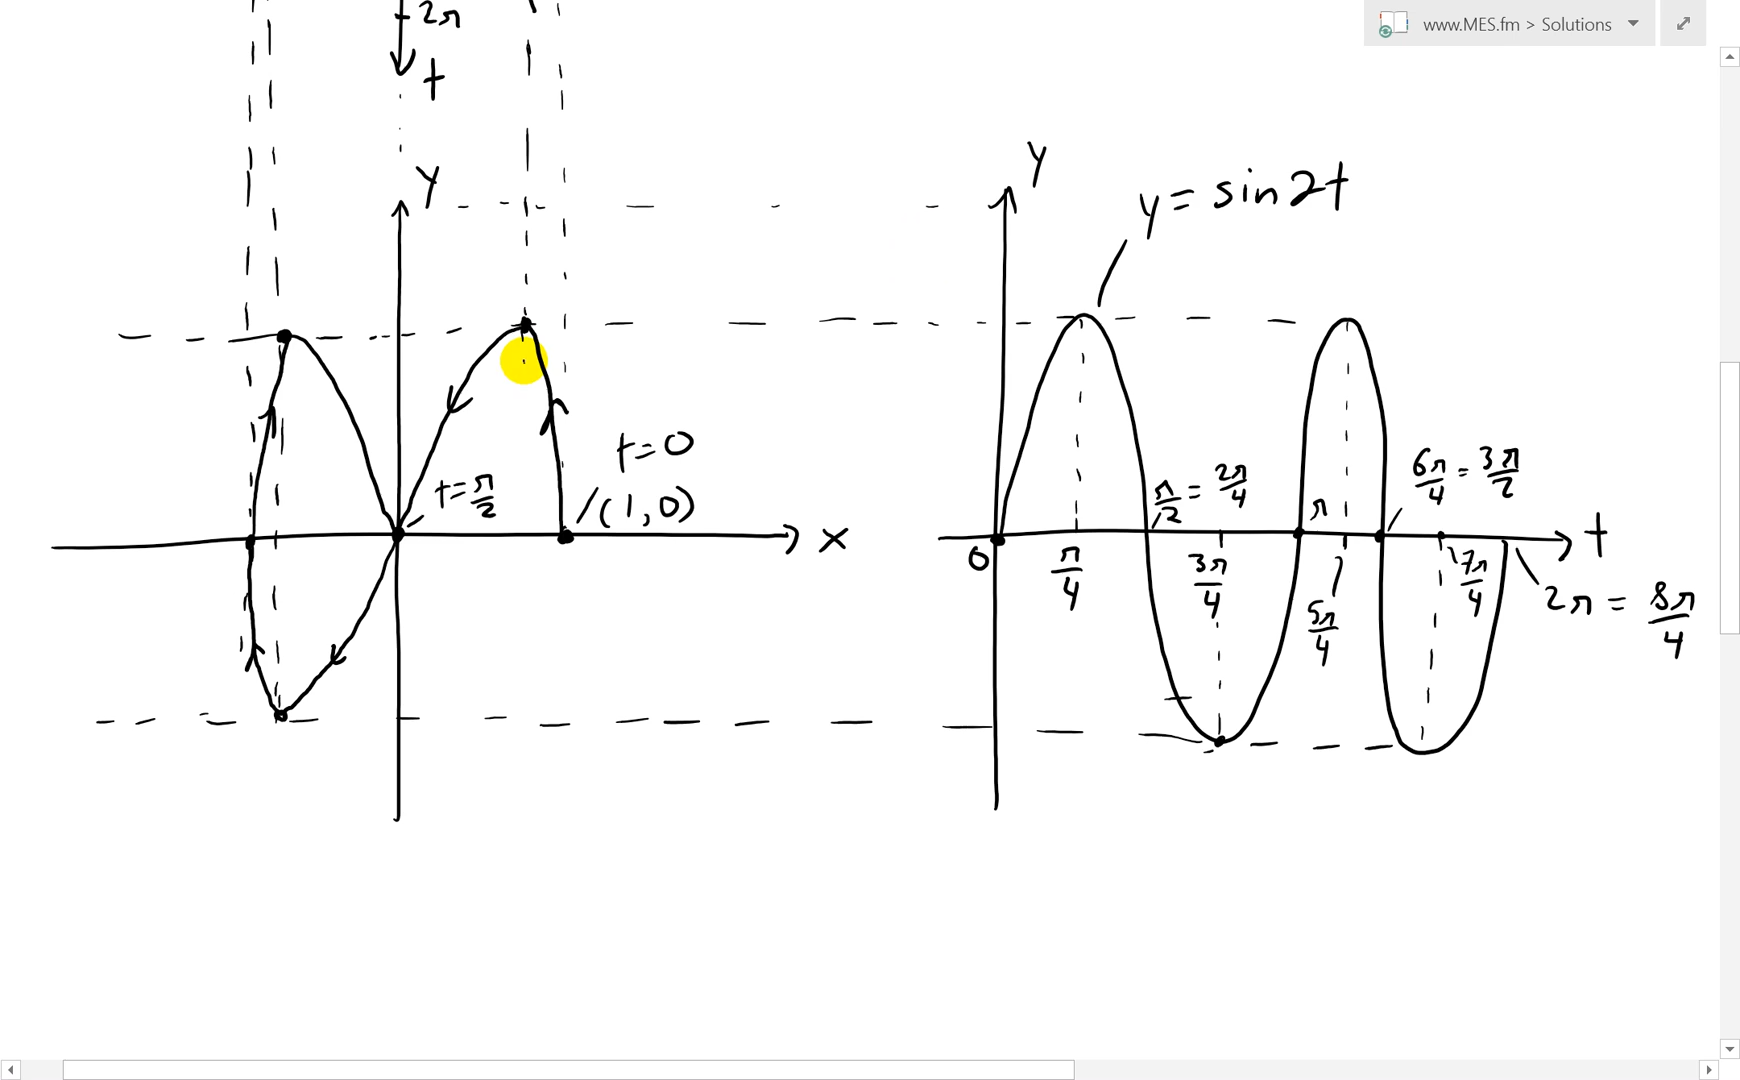 www.MES.fm > Solutions
2π
t
y
y
y = sin2t
t=0
(1,0)
t=π/2
x
0
π/4
π/2 = 2π/4
3π/4
π
5π/4
6π/4 = 3π/2
7π/4
t
2π = 8π/4